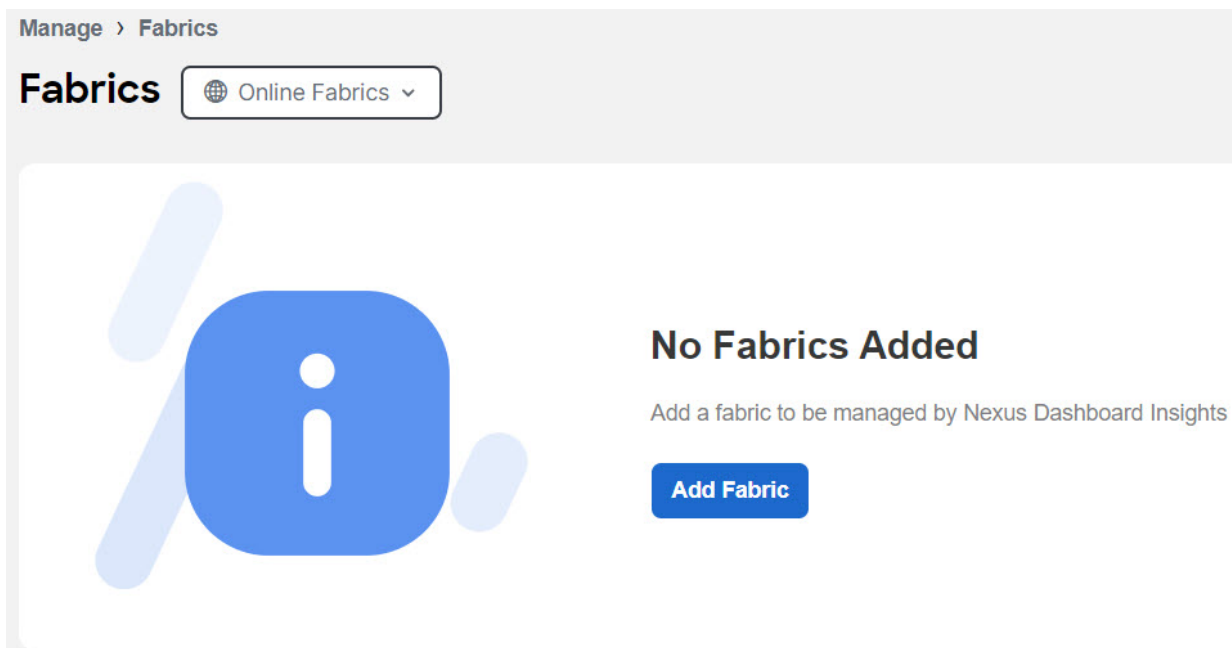 Manage > Fabrics
Fabrics
Online Fabrics
No Fabrics Added
Add a fabric to be managed by Nexus Dashboard Insights
Add Fabric